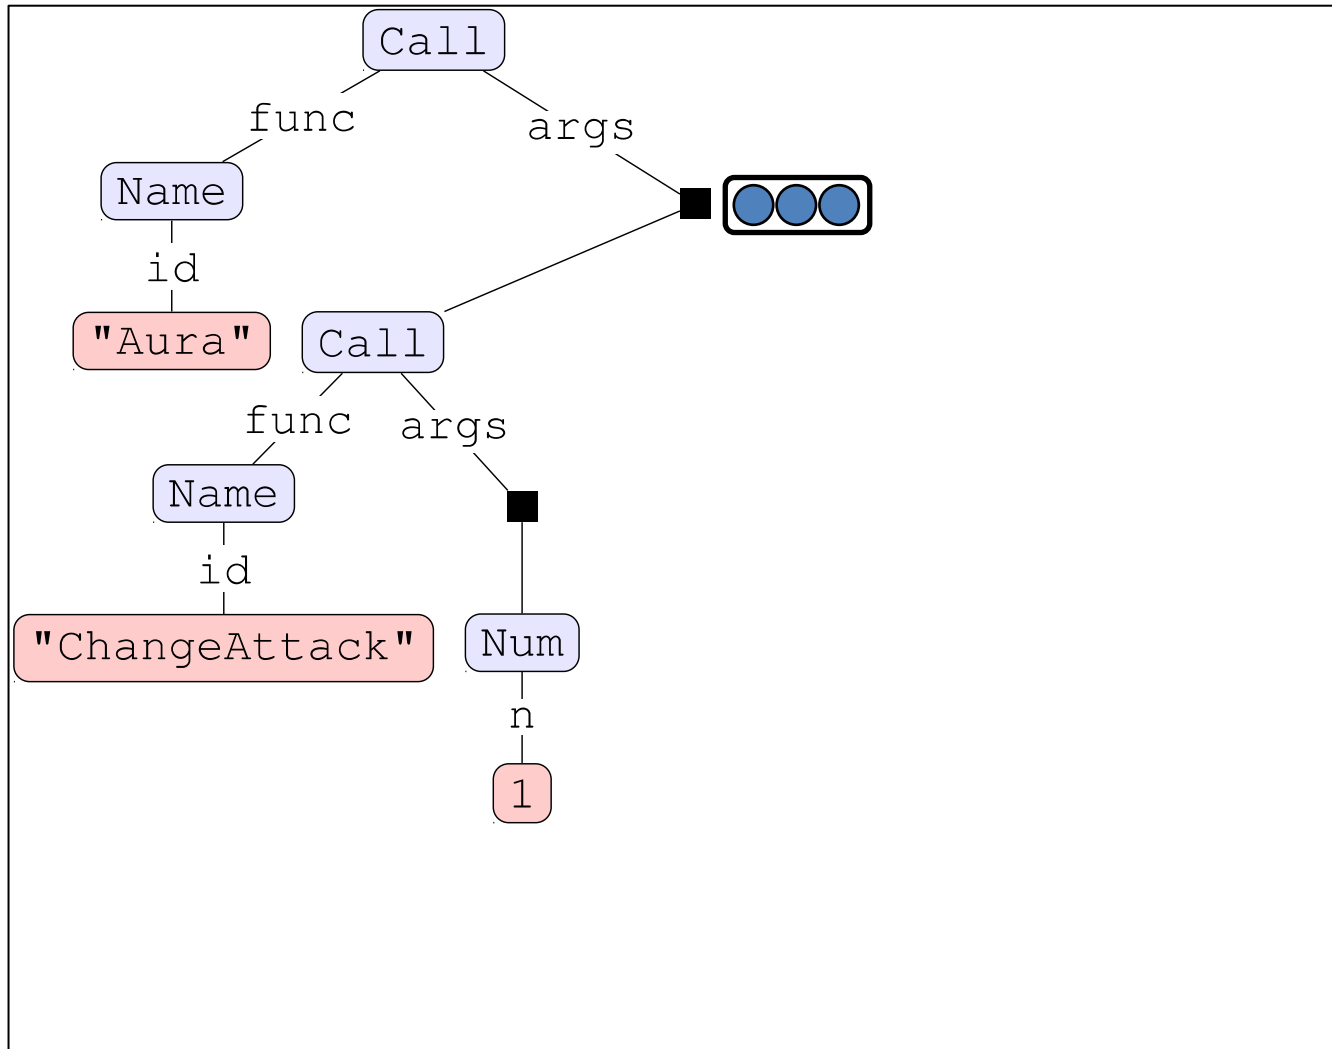 Call
func
args
Name
id
"Aura"
Call
func
args
Name
id
"ChangeAttack"
Num
n
1